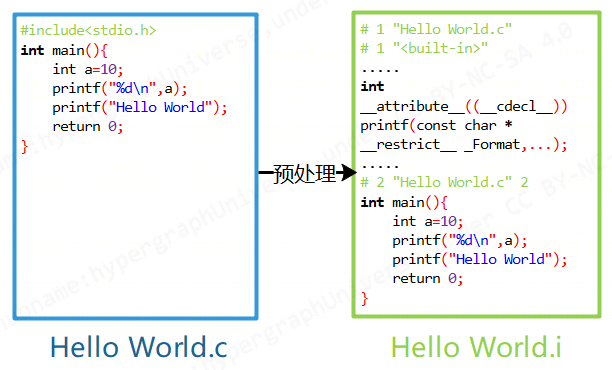 #include<stdio.h>
int main(){
    int a=10;
    printf("%d\n",a);
    printf("Hello World");
    return 0;
}
Hello World.c
预处理
# 1 "Hello World.c"
# 1 "<built-in>"
.....
int
__attribute__((__cdecl__))
printf(const char *
__restrict__ _Format,...);
.....
# 2 "Hello World.c" 2
int main(){
    int a=10;
    printf("%d\n",a);
    printf("Hello World");
    return 0;
}
Hello World.i